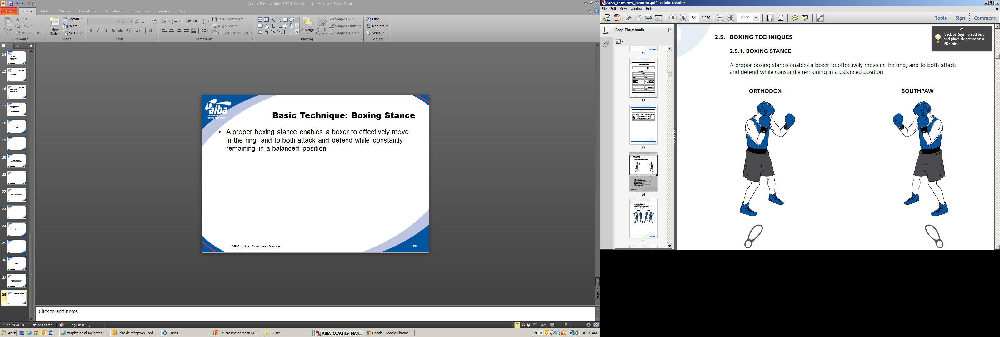 Course Presentation (AIBA 1-Star Course) - Microsoft PowerPoint
File Home Insert Design Transitions Animations Slide Show Review View
Paste
Cut
Copy
Format Painter
Clipboard
New Slide
Layout
Reset
Section
Slides
24
B I U S abc AV Aa A
Font
Text Direction
Align Text
Convert to SmartArt
Paragraph
Arrange
Quick Styles
Shape Fill
Shape Outline
Shape Effects
Drawing
Find
Replace
Select
Editing
14
15
16
17
18
19
20
21
22
23
24
25
26
27
28
aiba
International
Boxing Association
Basic Technique: Boxing Stance
• A proper boxing stance enables a boxer to effectively move
in the ring, and to both attack and defend while constantly
remaining in a balanced position
AIBA 1-Star Coaches Course 28
Click to add notes
Slide 28 of 28 "Office Theme" English (U.S.) 70%
AIBA_COACHES_MANUAL.pdf - Adobe Reader
File Edit View Window Help
34 / 276 111% Tools Sign Comment
Page Thumbnails
31
32
33
34
35
Click on Sign to add text
and place signature on a
PDF File.
2.5. BOXING TECHNIQUES
2.5.1. BOXING STANCE
A proper boxing stance enables a boxer to effectively move in the ring, and to both attack
and defend while constantly remaining in a balanced position.
ORTHODOX SOUTHPAW
Start murphy lee all my hataz - ... Boîte de réception - phili... iTunes Course Presentation (AI... 02.TBS AIBA_COACHES_MAN... Google - Google Chrome 10:49 AM